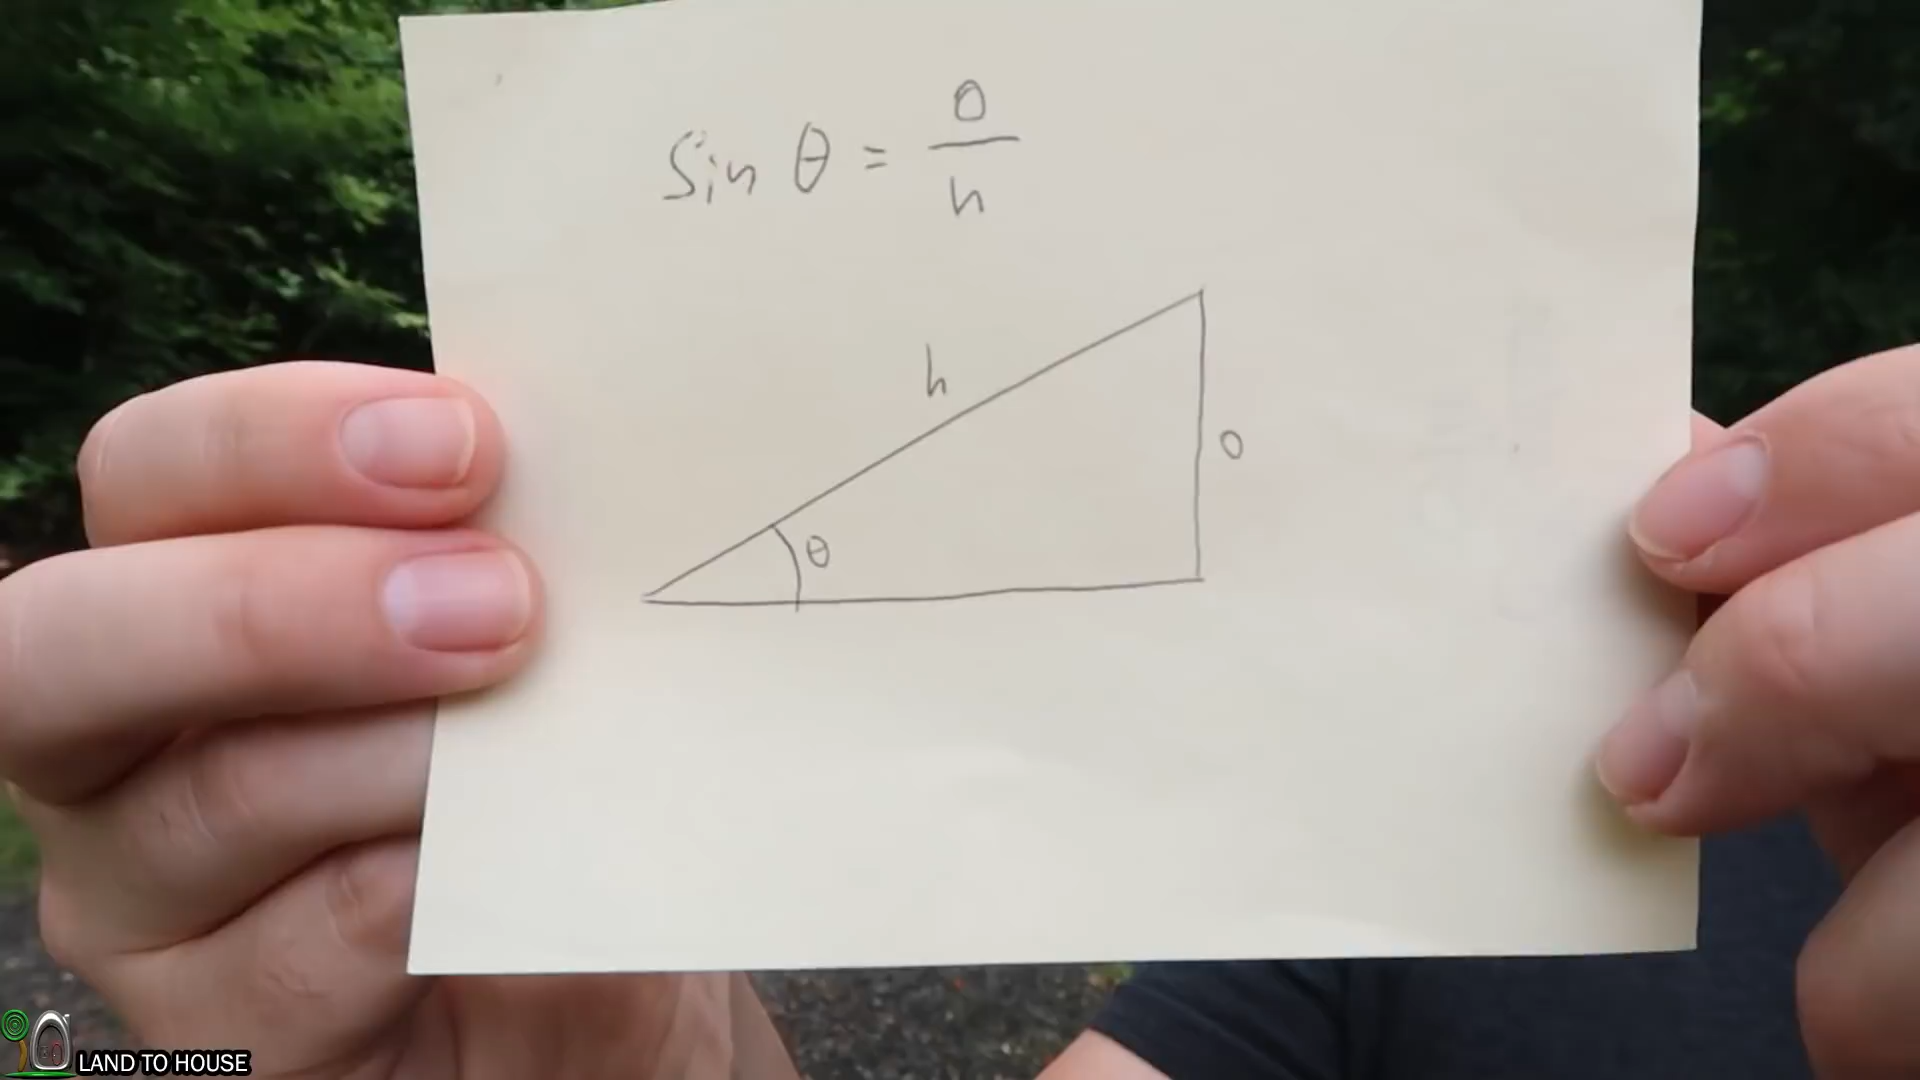 Sin θ = o/h
h
o
θ
LAND TO HOUSE